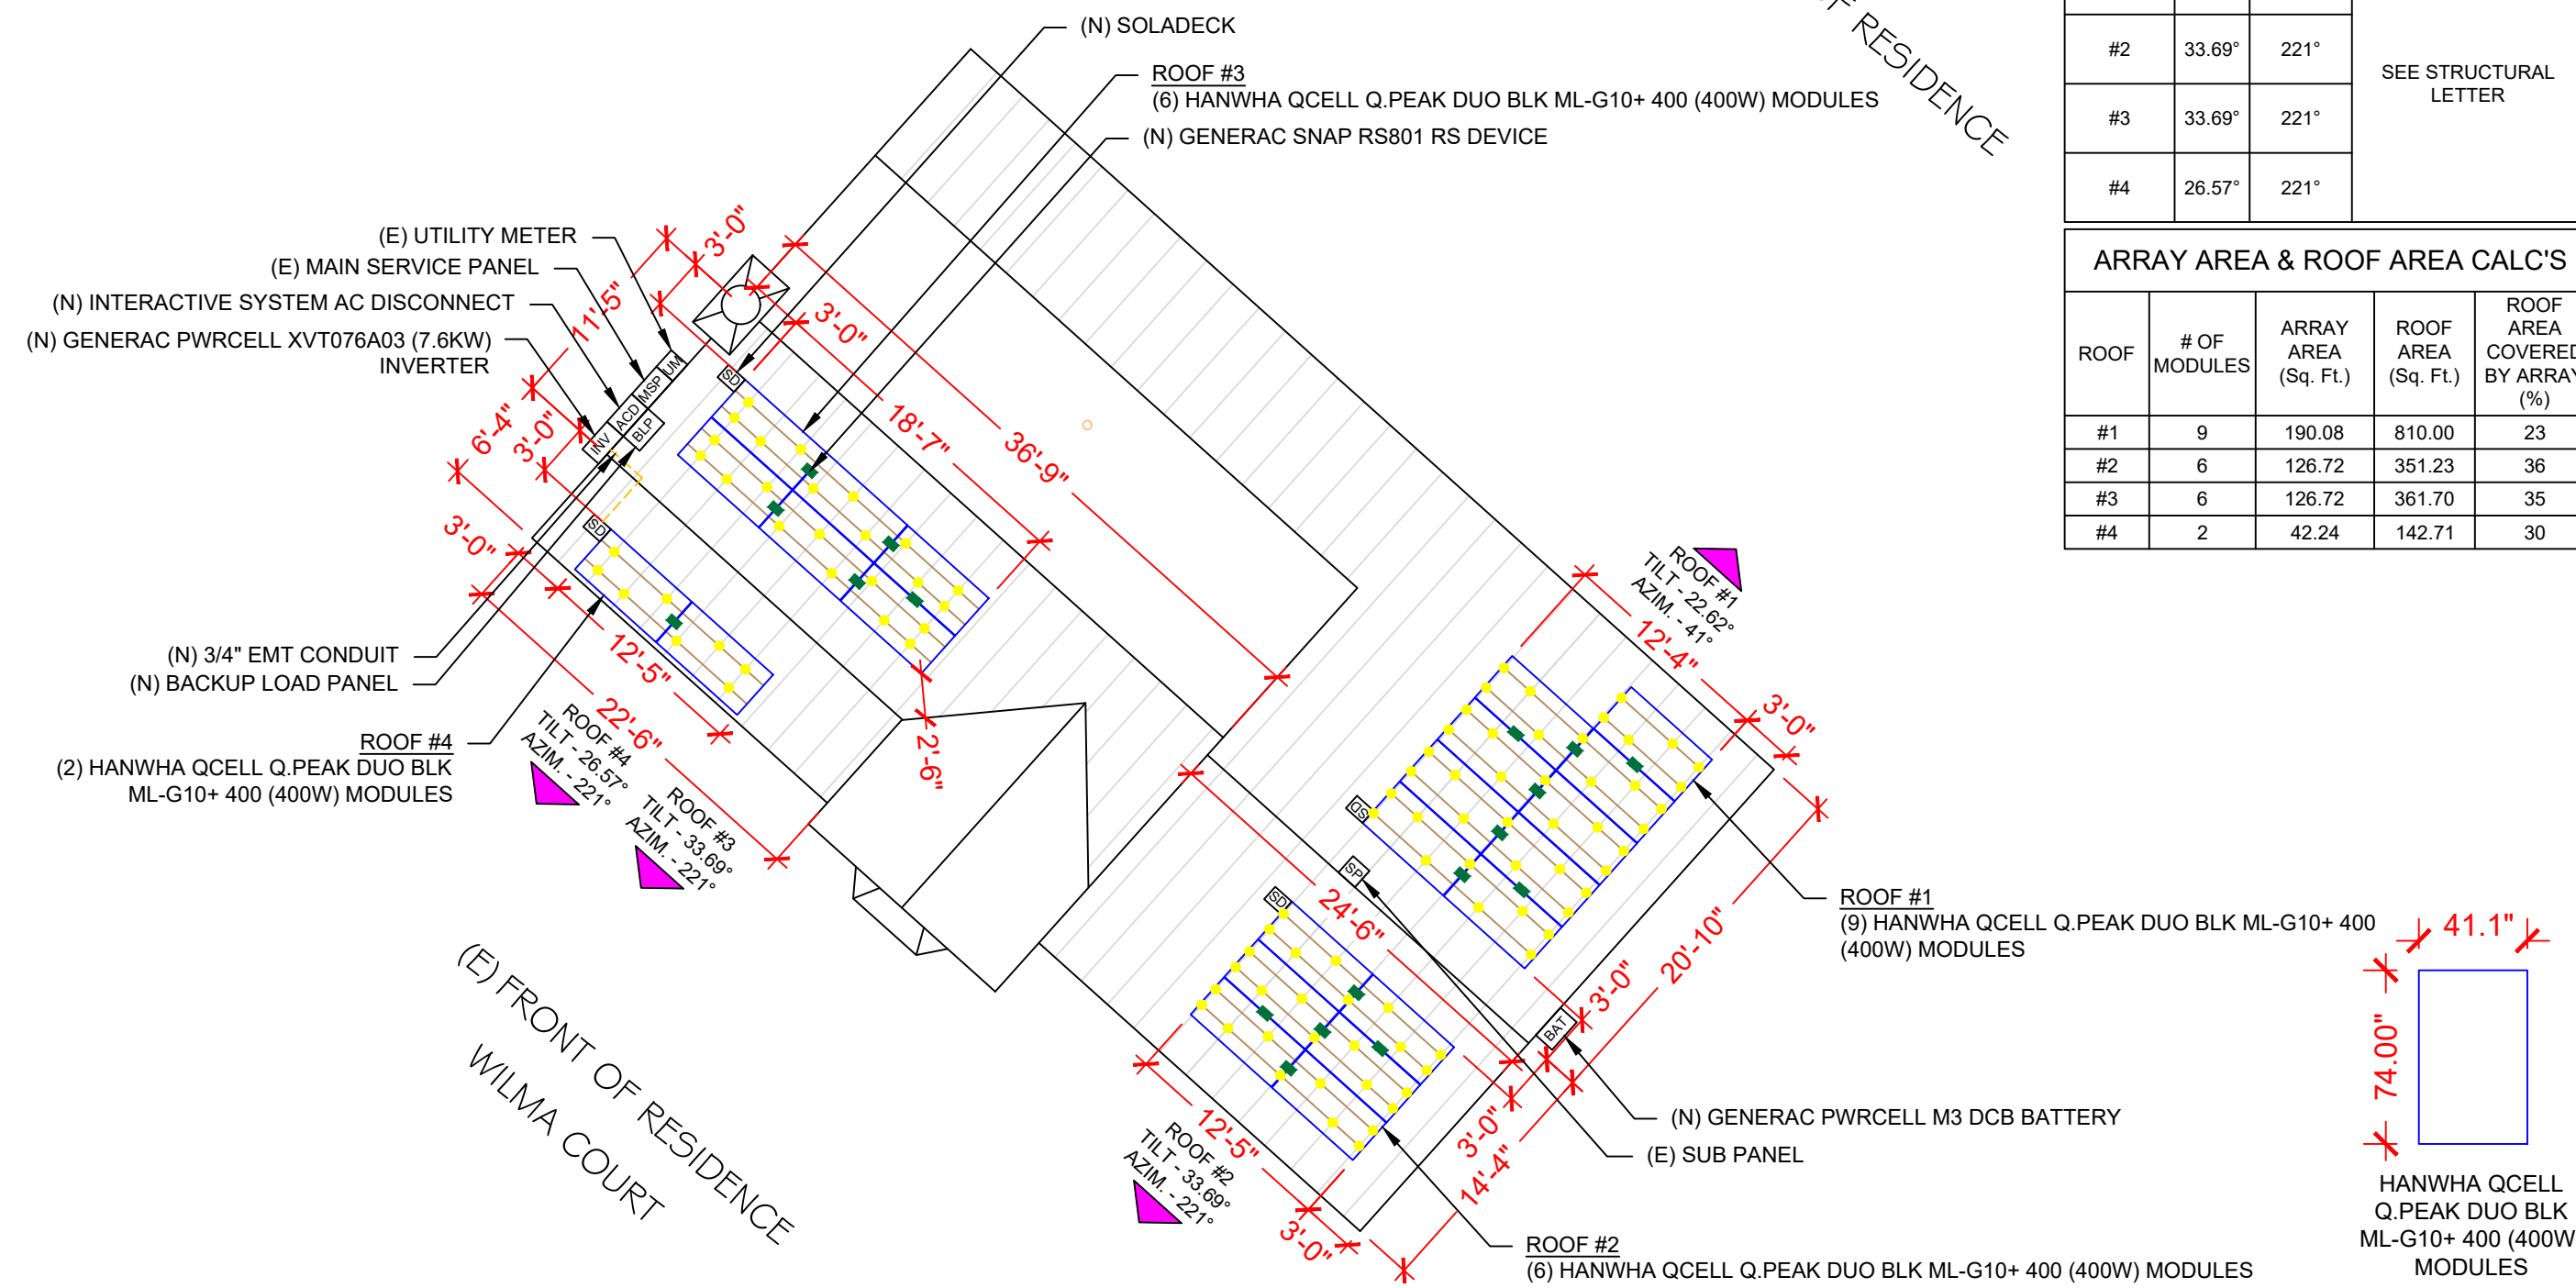 (N) SOLADECK
ROOF #3
(6) HANWHA QCELL Q.PEAK DUO BLK ML-G10+ 400 (400W) MODULES
(N) GENERAC SNAP RS801 RS DEVICE
RESIDENCE
(E) UTILITY METER
(E) MAIN SERVICE PANEL
(N) INTERACTIVE SYSTEM AC DISCONNECT
(N) GENERAC PWRCELL XVT076A03 (7.6KW)
INVERTER
3'-0"
11'-5"
3'-0"
18'-7"
36'-9"
6'-4"
3'-0"
3'-0"
12'-5"
22'-6"
2'-6"
UM
MSP
ACD
BLP
INV
SD
SD
(N) 3/4" EMT CONDUIT
(N) BACKUP LOAD PANEL
ROOF #4
(2) HANWHA QCELL Q.PEAK DUO BLK
ML-G10+ 400 (400W) MODULES
ROOF #4
TILT - 26.57°
AZIM. - 221°
ROOF #3
TILT - 33.69°
AZIM. - 221°
(E) FRONT OF RESIDENCE
WILMA COURT
ROOF #1
TILT - 22.62°
AZIM. - 41°
12'-4"
3'-0"
SD
SP
SD
24'-6"
20'-10"
3'-0"
BAT
3'-0"
14'-4"
12'-5"
3'-0"
ROOF #2
TILT - 33.69°
AZIM. - 221°
ROOF #1
(9) HANWHA QCELL Q.PEAK DUO BLK ML-G10+ 400
(400W) MODULES
(N) GENERAC PWRCELL M3 DCB BATTERY
(E) SUB PANEL
ROOF #2
(6) HANWHA QCELL Q.PEAK DUO BLK ML-G10+ 400 (400W) MODULES
#2 33.69° 221°
SEE STRUCTURAL
LETTER
#3 33.69° 221°
#4 26.57° 221°
ARRAY AREA & ROOF AREA CALC'S
ROOF
# OF
MODULES
ARRAY
AREA
(Sq. Ft.)
ROOF
AREA
(Sq. Ft.)
ROOF
AREA
COVERED
BY ARRAY
(%)
#1 9 190.08 810.00 23
#2 6 126.72 351.23 36
#3 6 126.72 361.70 35
#4 2 42.24 142.71 30
41.1"
74.00"
HANWHA QCELL
Q.PEAK DUO BLK
ML-G10+ 400 (400W
MODULES